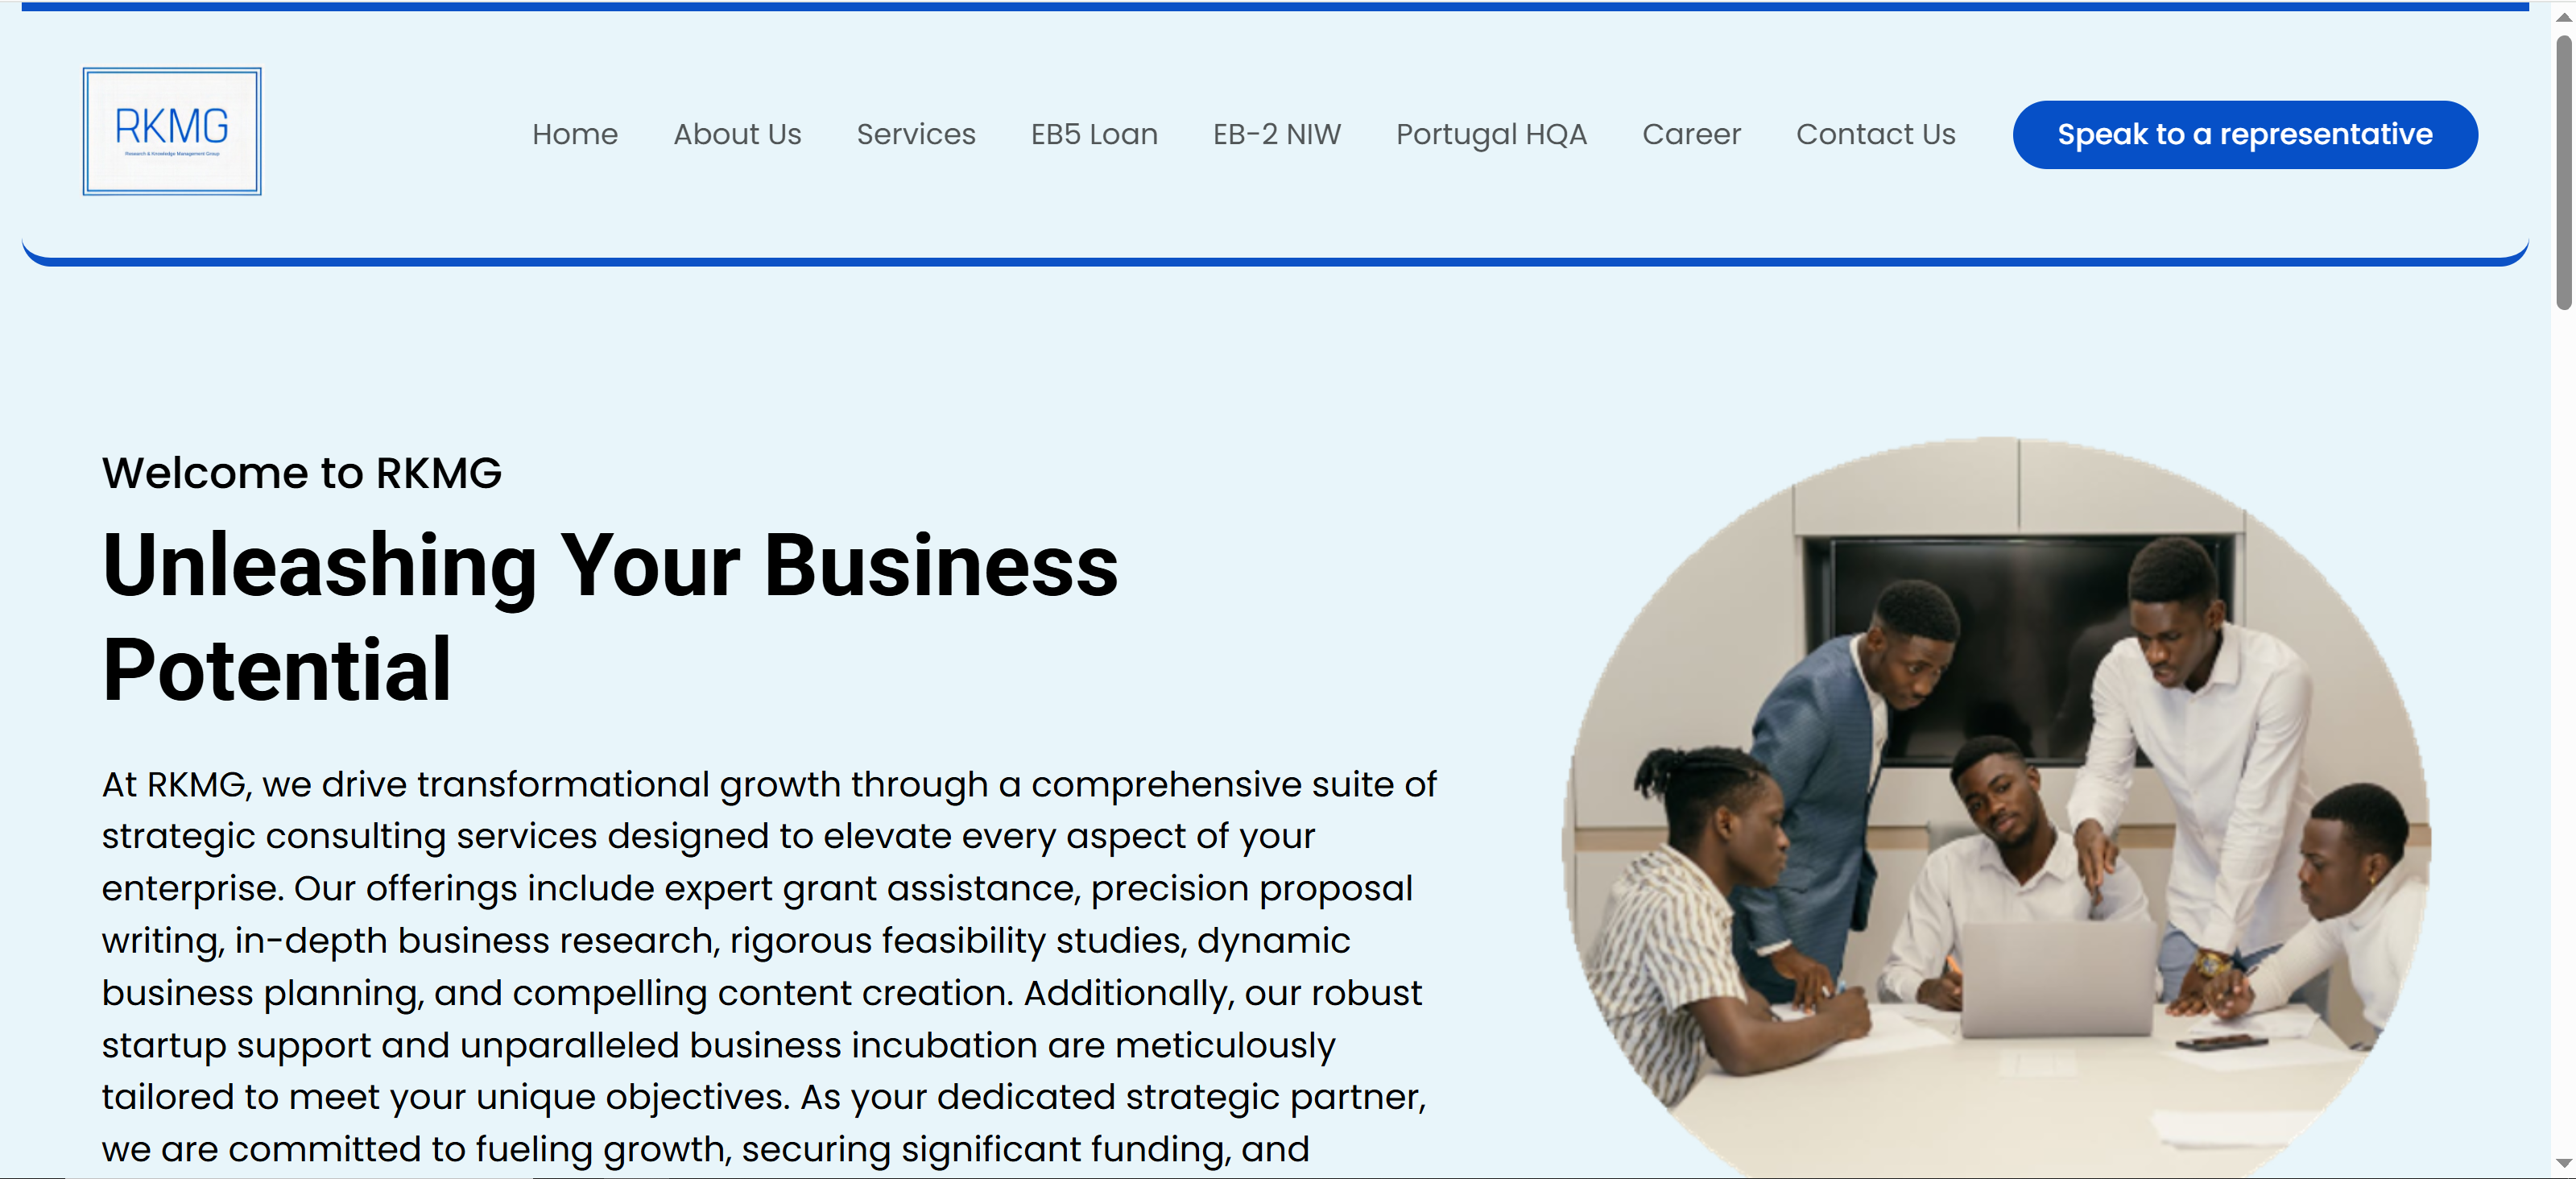 RKMG
Research & Knowledge Management Group
Home
About Us
Services
EB5 Loan
EB-2 NIW
Portugal HQA
Career
Contact Us
Speak to a representative
Welcome to RKMG
Unleashing Your Business
Potential
At RKMG, we drive transformational growth through a comprehensive suite of
strategic consulting services designed to elevate every aspect of your
enterprise. Our offerings include expert grant assistance, precision proposal
writing, in-depth business research, rigorous feasibility studies, dynamic
business planning, and compelling content creation. Additionally, our robust
startup support and unparalleled business incubation are meticulously
tailored to meet your unique objectives. As your dedicated strategic partner,
we are committed to fueling growth, securing significant funding, and